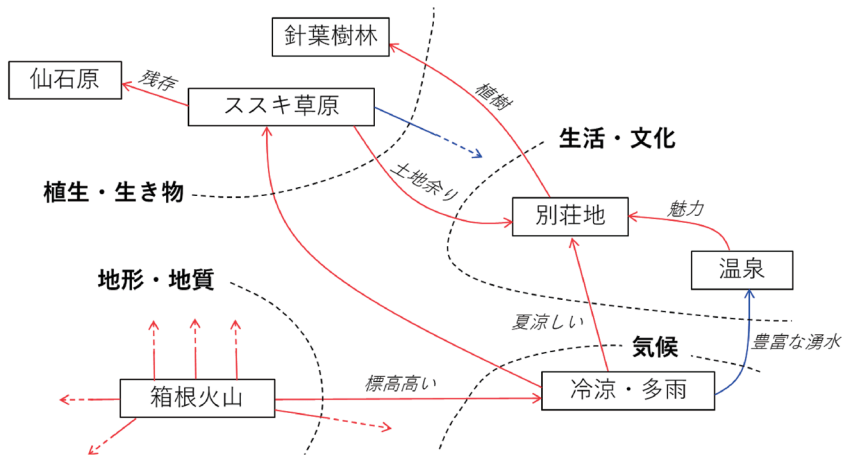 針葉樹林
仙石原
残存
ススキ草原
植樹
生活・文化
植生・生き物
土地余り
別荘地
魅力
温泉
地形・地質
夏涼しい
気候
豊富な湧水
箱根火山
標高高い
冷涼・多雨